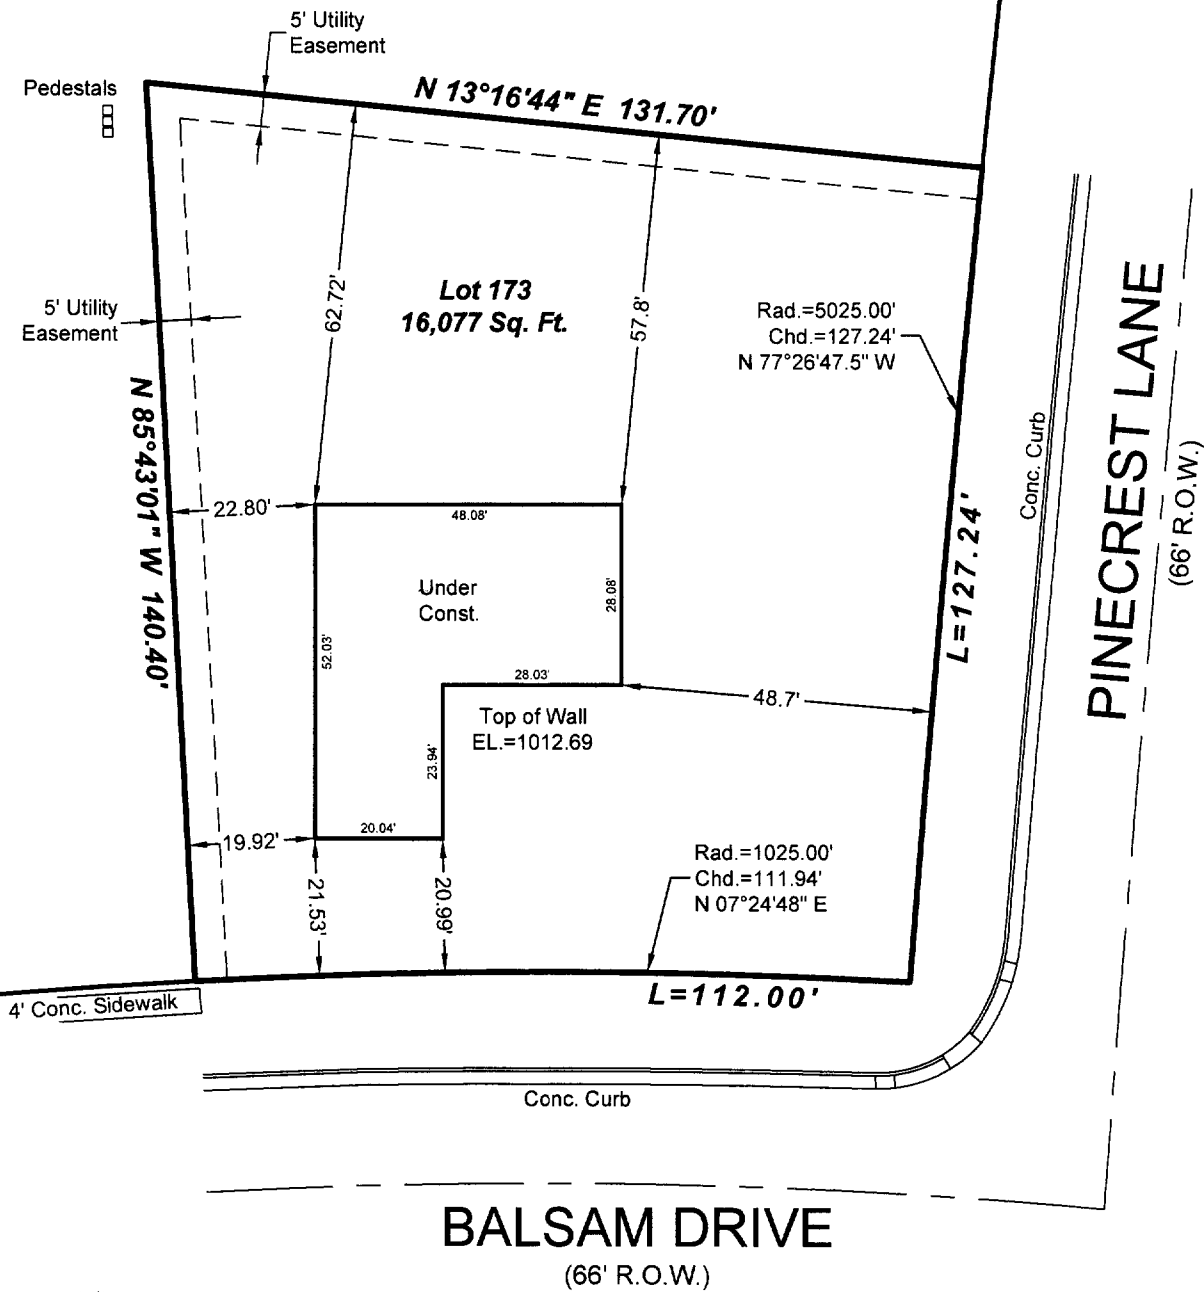 5' Utility
Easement
Pedestals
N 13°16'44" E 131.70'
62.72'
57.8'
Lot 173
16,077 Sq. Ft.
5' Utility
Easement
Rad.=5025.00'
Chd.=127.24'
N 77°26'47.5" W
N 85°43'01" W 140.40'
22.80'
48.08'
Under
Const.
28.08'
52.03'
28.03'
Top of Wall
EL.=1012.69
23.94'
48.7'
L=127.24'
Conc. Curb
PINECREST LANE
(66' R.O.W.)
20.04'
19.92'
21.53'
20.99'
Rad.=1025.00'
Chd.=111.94'
N 07°24'48" E
L=112.00'
4' Conc. Sidewalk
Conc. Curb
BALSAM DRIVE
(66' R.O.W.)